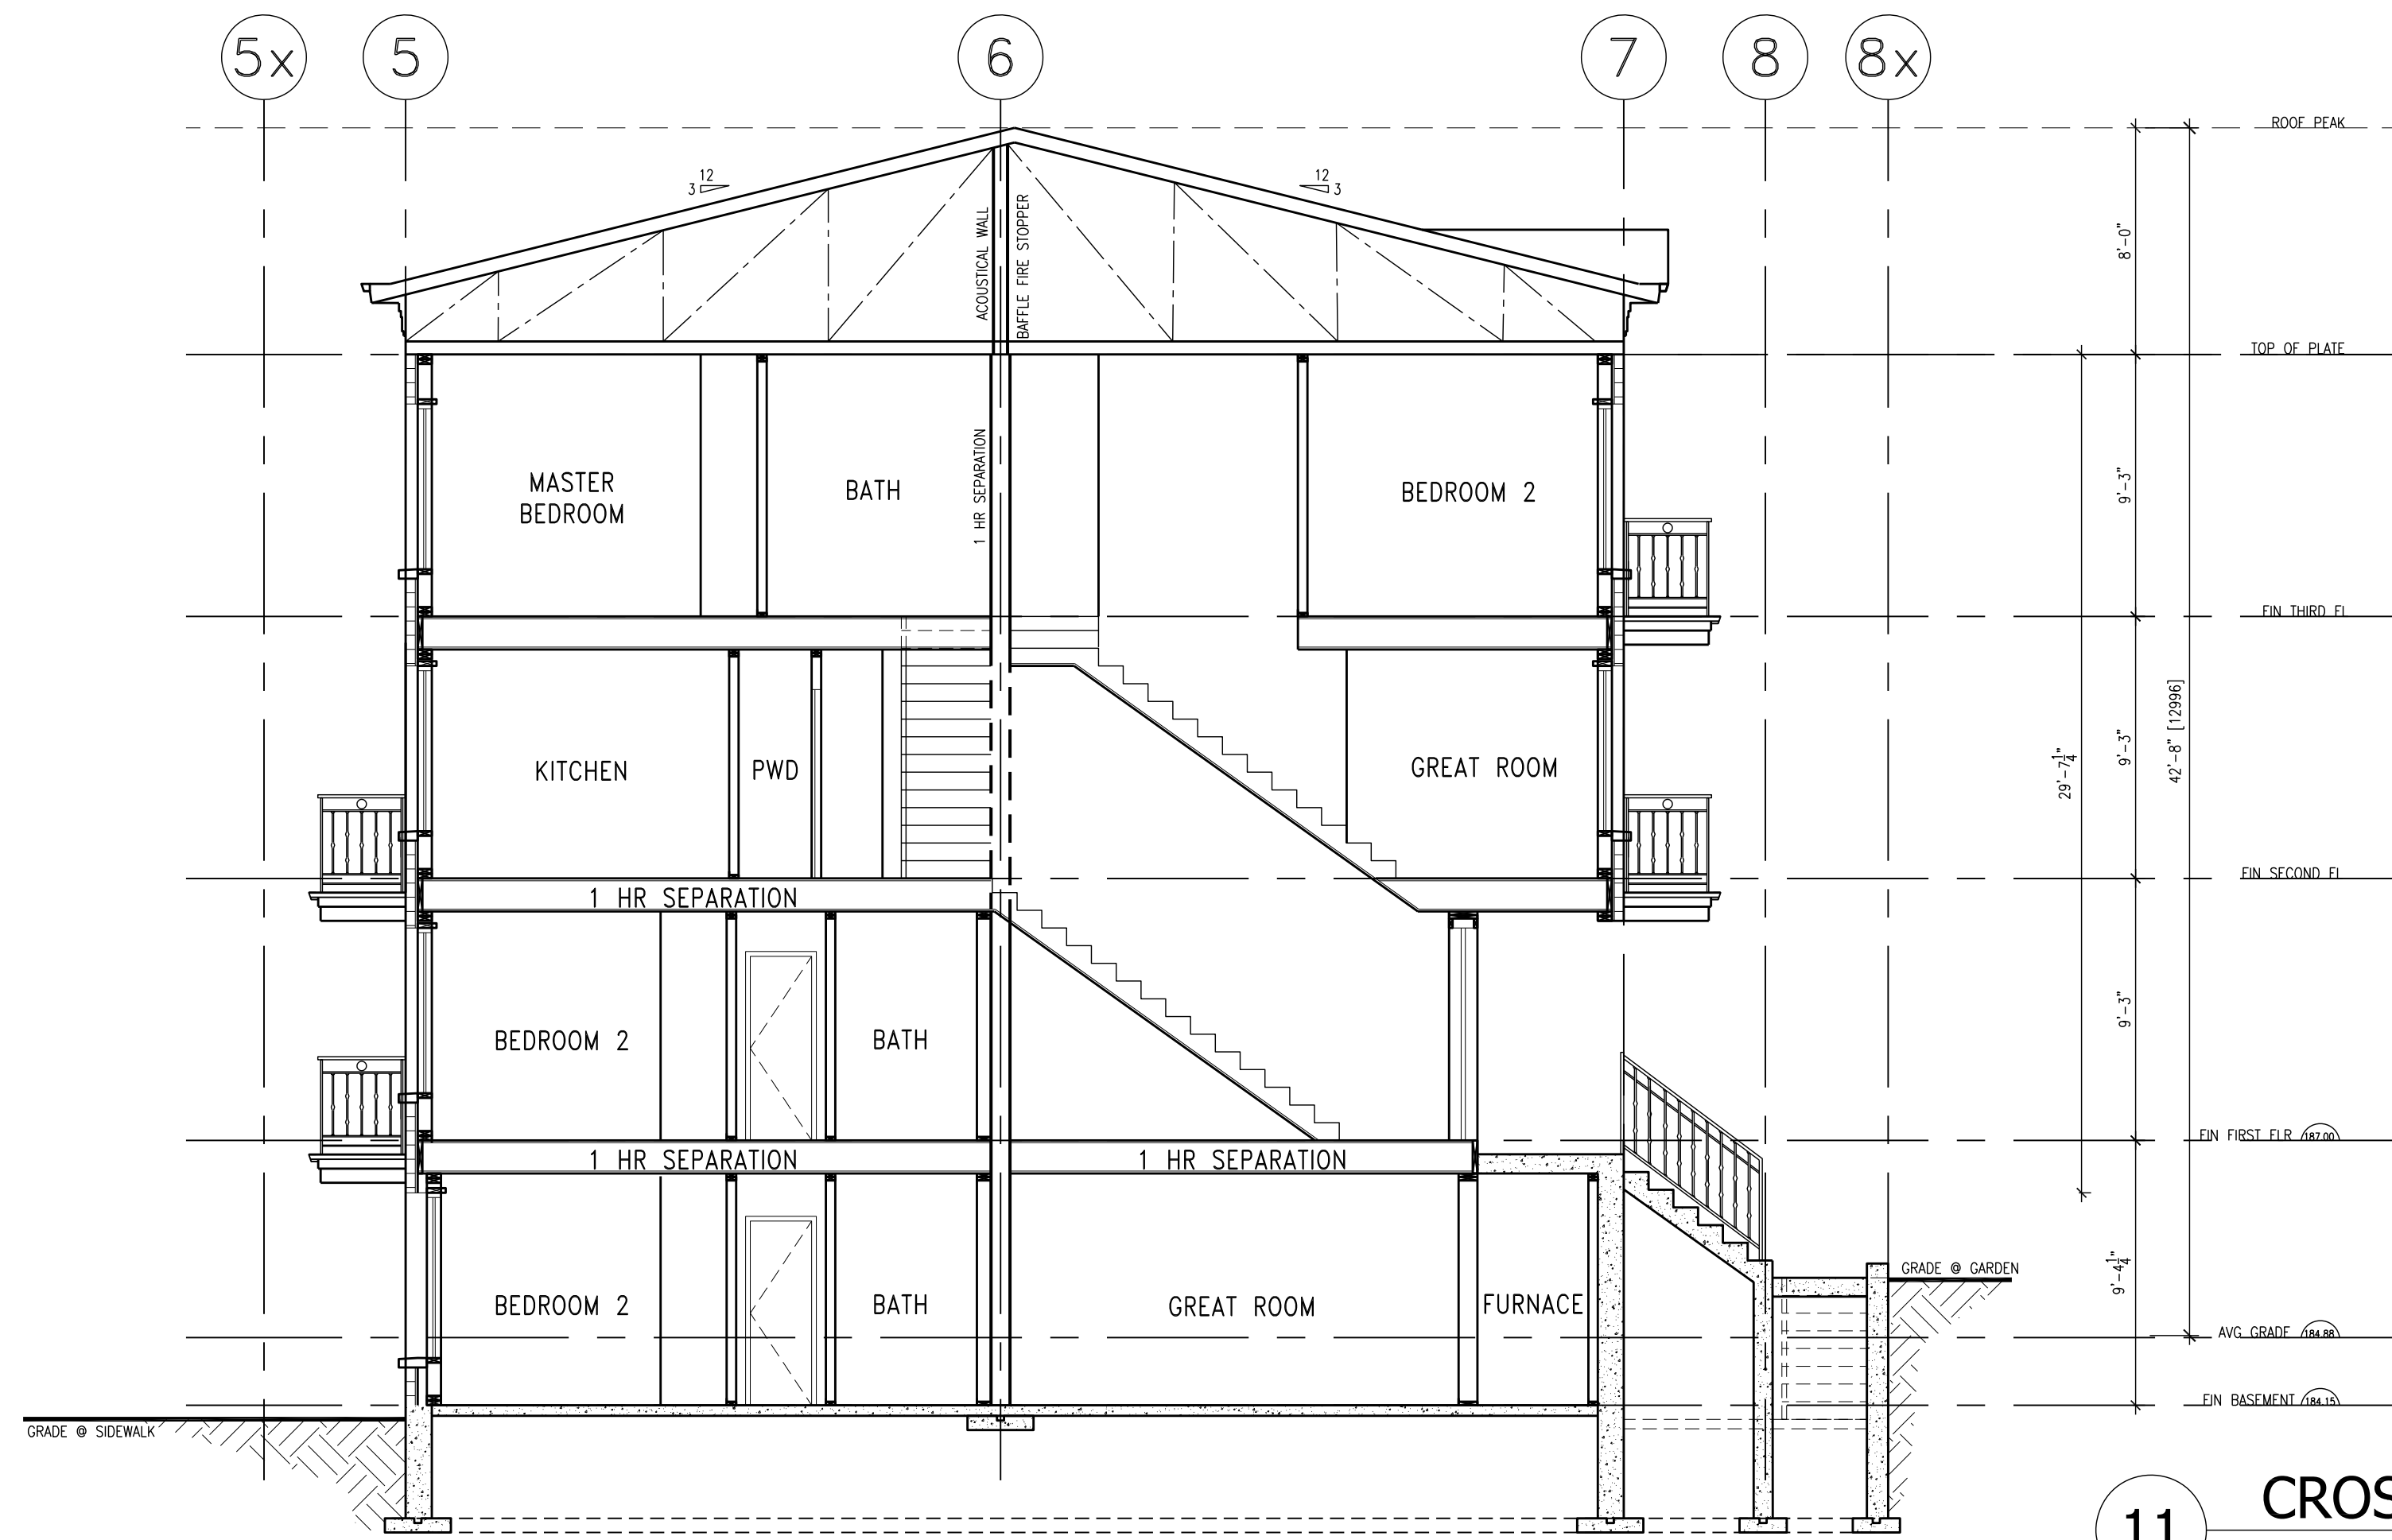 5x 5 6 7 8 8x
ROOF PEAK
12
3
12
3
ACOUSTICAL WALL
BAFFLE FIRE STOPPER
8'-0"
TOP OF PLATE
MASTER
BEDROOM
BATH
1 HR SEPARATION
BEDROOM 2
9'-3"
FIN THIRD FL
KITCHEN
PWD
GREAT ROOM
29'-7 1/4"
9'-3"
42'-8" [12996]
FIN SECOND FL
1 HR SEPARATION
BEDROOM 2
BATH
9'-3"
FIN FIRST FLR 187.00
1 HR SEPARATION
1 HR SEPARATION
GRADE @ GARDEN
9'-4 1/4"
BEDROOM 2
BATH
GREAT ROOM
FURNACE
AVG GRADE 184.88
FIN BASEMENT 184.15
GRADE @ SIDEWALK
11
CROS